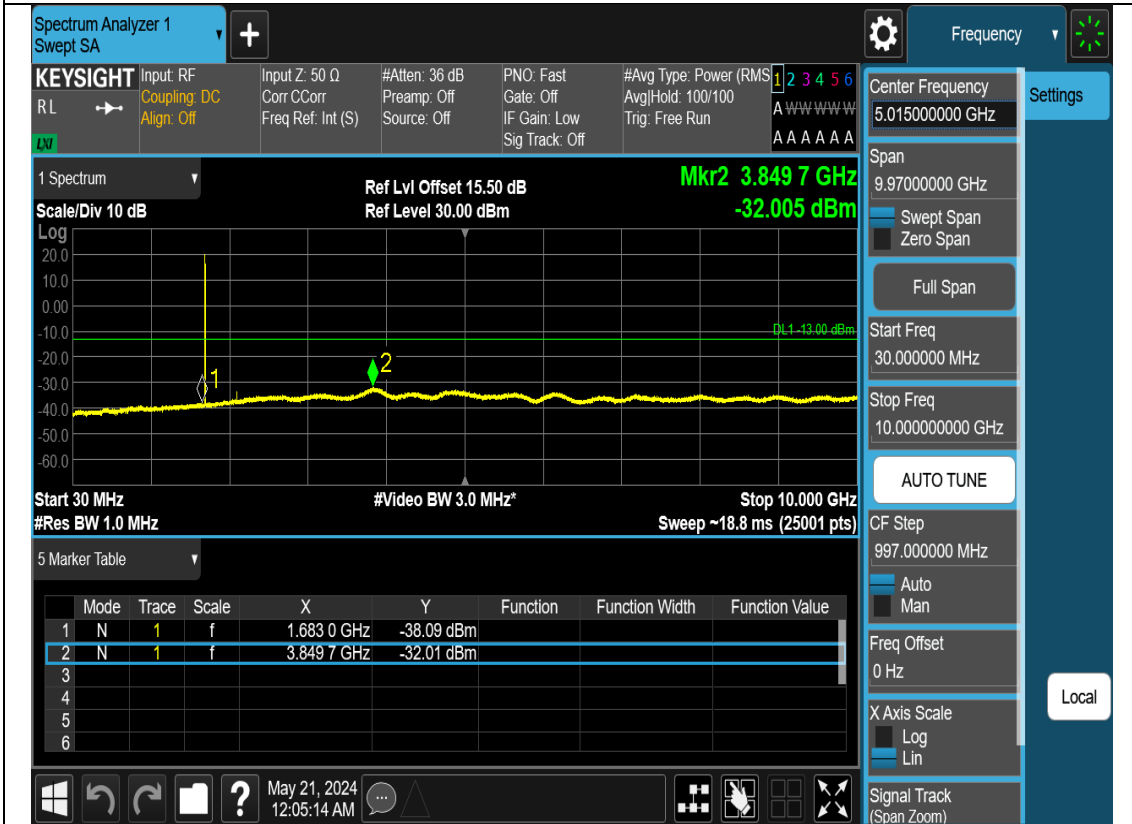 Spectrum Analyzer 1
Swept SA
Frequency
KEYSIGHT
R L
LXI
Input: RF
Coupling: DC
Align: Off
Input Z: 50 Ω
Corr CCorr
Freq Ref: Int (S)
#Atten: 36 dB
Preamp: Off
Source: Off
PNO: Fast
Gate: Off
IF Gain: Low
Sig Track: Off
#Avg Type: Power (RMS
Avg|Hold: 100/100
Trig: Free Run
1 2 3 4 5 6
A W W W W W
A A A A A A
1 Spectrum
Scale/Div 10 dB
Ref Lvl Offset 15.50 dB
Ref Level 30.00 dBm
Mkr2 3.849 7 GHz
-32.005 dBm
Log
20.0
10.0
0.00
-10.0
-20.0
-30.0
-40.0
-50.0
-60.0
DL1 -13.00 dBm
1
2
Start 30 MHz
#Video BW 3.0 MHz*
Stop 10.000 GHz
#Res BW 1.0 MHz
Sweep ~18.8 ms (25001 pts)
5 Marker Table
Mode Trace Scale X Y Function Function Width Function Value
1 N 1 f 1.683 0 GHz -38.09 dBm
2 N 1 f 3.849 7 GHz -32.01 dBm
3
4
5
6
?
May 21, 2024
12:05:14 AM
Center Frequency
5.015000000 GHz
Settings
Span
9.97000000 GHz
Swept Span
Zero Span
Full Span
Start Freq
30.000000 MHz
Stop Freq
10.000000000 GHz
AUTO TUNE
CF Step
997.000000 MHz
Auto
Man
Freq Offset
0 Hz
Local
X Axis Scale
Log
Lin
Signal Track
(Span Zoom)